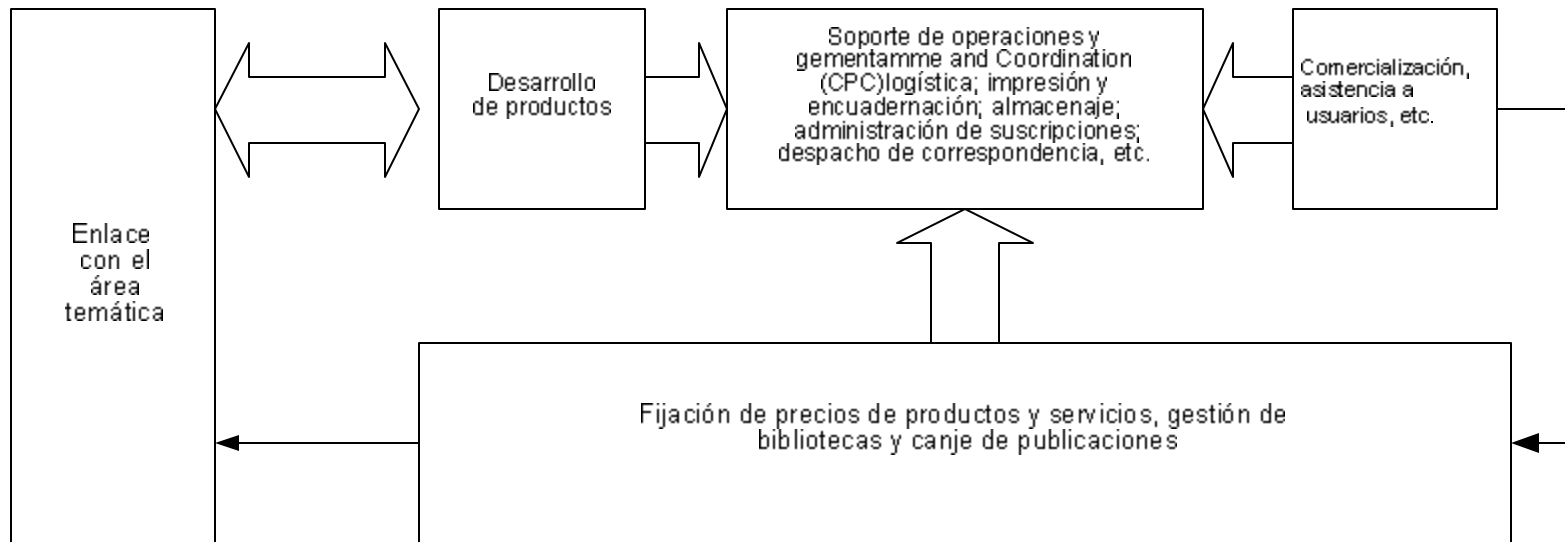 Enlace
con el
área
temática
Desarrollo
de productos
Soporte de operaciones y
gementamme and Coordination
(CPC)logística; impresión y
encuadernación; almacenaje;
administración de suscripciones;
despacho de correspondencia, etc.
Comercialización,
asistencia a
usuarios, etc.
Fijación de precios de productos y servicios, gestión de
bibliotecas y canje de publicaciones